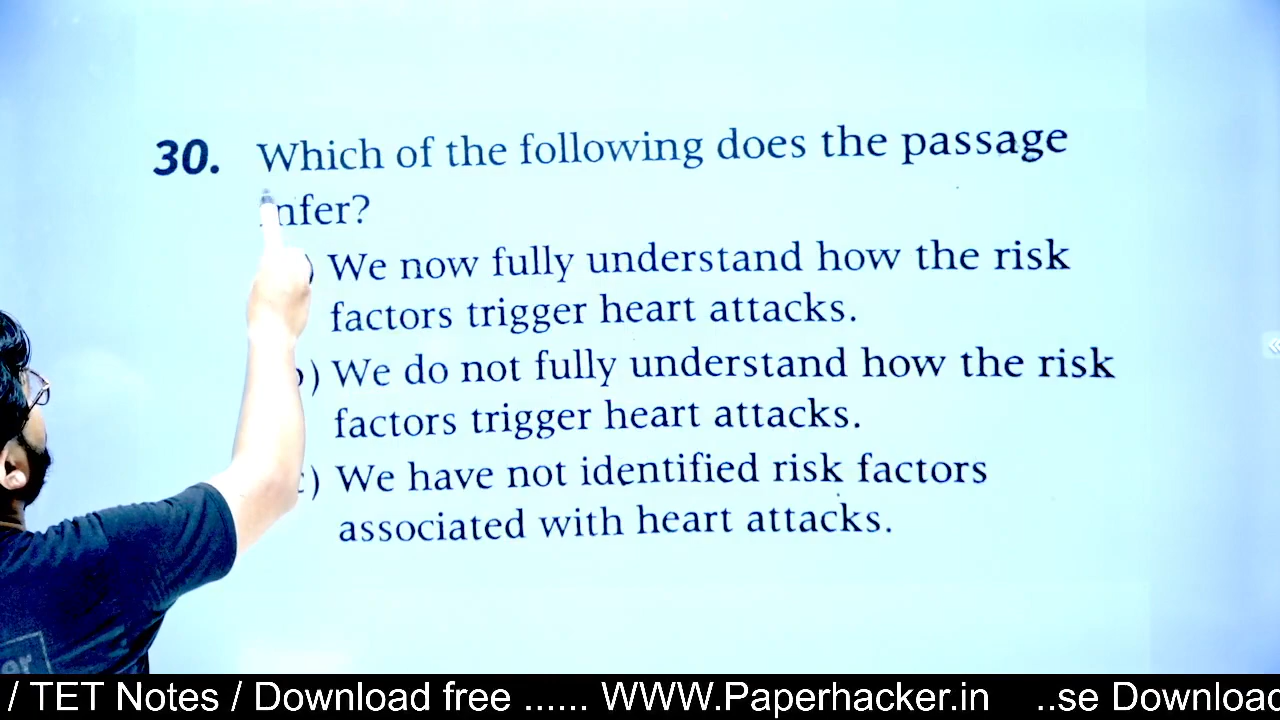 30. Which of the following does the passage
infer?
) We now fully understand how the risk
factors trigger heart attacks.
) We do not fully understand how the risk
factors trigger heart attacks.
) We have not identified risk factors
associated with heart attacks.
/ TET Notes / Download free ...... WWW.Paperhacker.in ..se Download